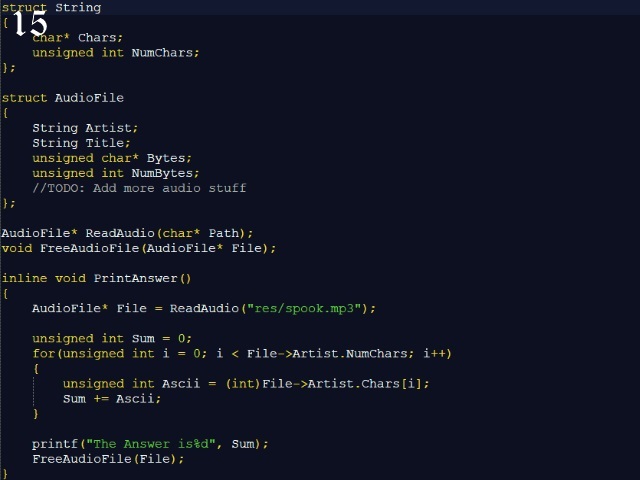 15
struct String
{
    char* Chars;
    unsigned int NumChars;
};

struct AudioFile
{
    String Artist;
    String Title;
    unsigned char* Bytes;
    unsigned int NumBytes;
    //TODO: Add more audio stuff
};

AudioFile* ReadAudio(char* Path);
void FreeAudioFile(AudioFile* File);

inline void PrintAnswer()
{
    AudioFile* File = ReadAudio("res/spook.mp3");

    unsigned int Sum = 0;
    for(unsigned int i = 0; i < File->Artist.NumChars; i++)
    {
        unsigned int Ascii = (int)File->Artist.Chars[i];
        Sum += Ascii;
    }

    printf("The Answer is%d", Sum);
    FreeAudioFile(File);
}